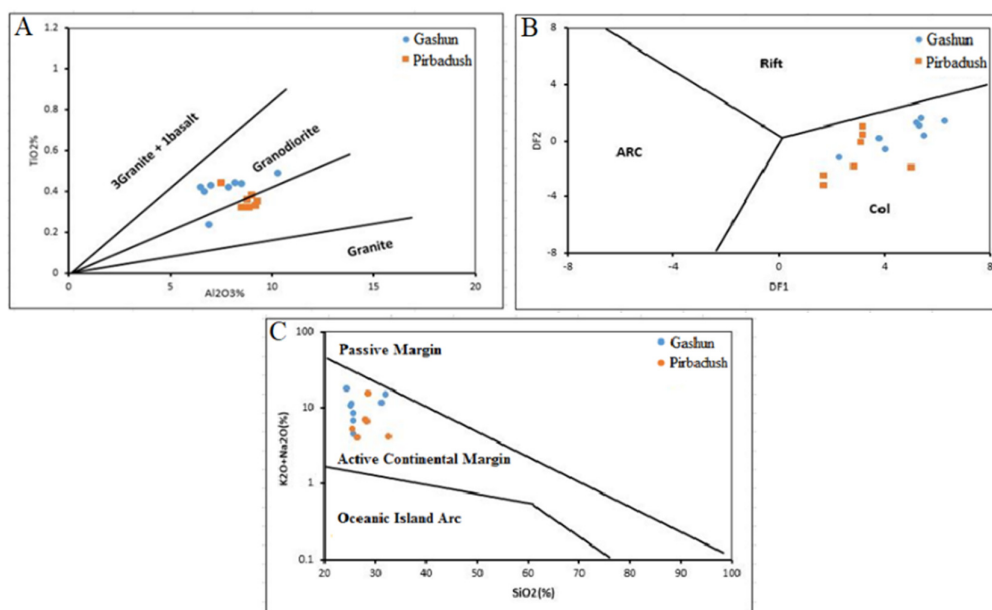 A
1.2
1
0.8
0.6
0.4
0.2
0
TiO2%
Gashun
Pirbadush
3Granite + 1basalt
Granodiorite
Granite
0
5
10
15
20
Al2O3%
B
8
4
0
-4
-8
DF2
Gashun
Pirbadush
Rift
ARC
Col
-8
-4
0
4
8
DF1
C
100
10
1
0.1
K2O+Na2O(%)
Gashun
Pirbadush
Passive Margin
Active Continental Margin
Oceanic Island Arc
20
30
40
50
60
70
80
90
100
SiO2(%)